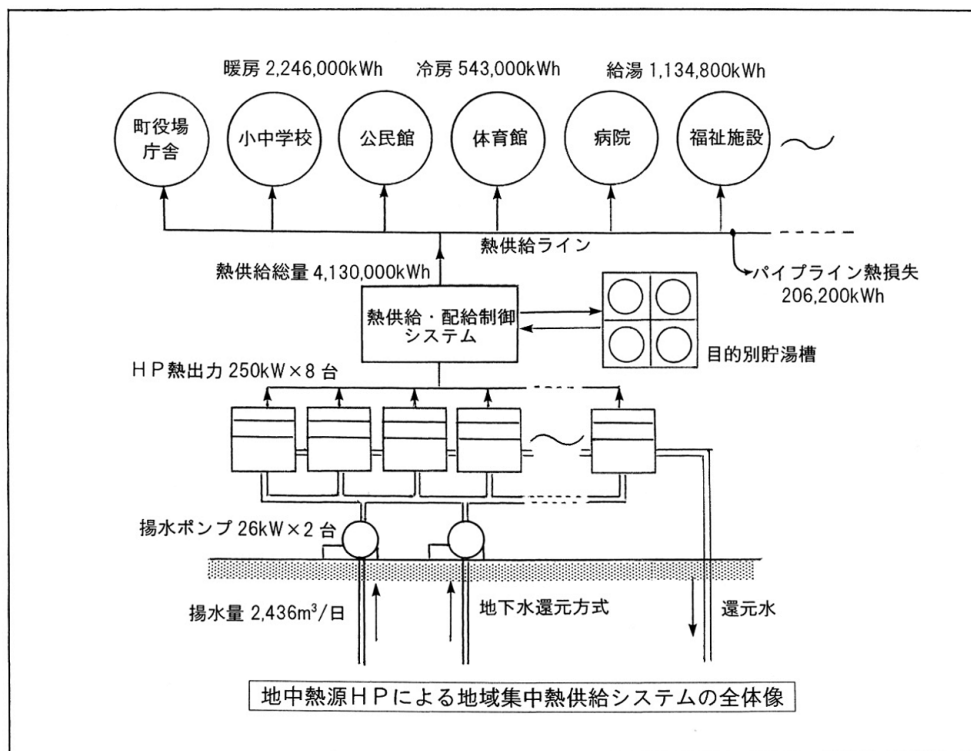 暖房 2,246,000kWh 冷房 543,000kWh 給湯 1,134,800kWh
町役場
庁舎
小中学校
公民館
体育館
病院
福祉施設
熱供給ライン
熱供給総量 4,130,000kWh
パイプライン熱損失
206,200kWh
熱供給・配給制御
システム
目的別貯湯槽
HP熱出力 250kW×8 台
揚水ポンプ 26kW×2 台
揚水量 2,436m³/日
地下水還元方式
還元水
地中熱源HPによる地域集中熱供給システムの全体像